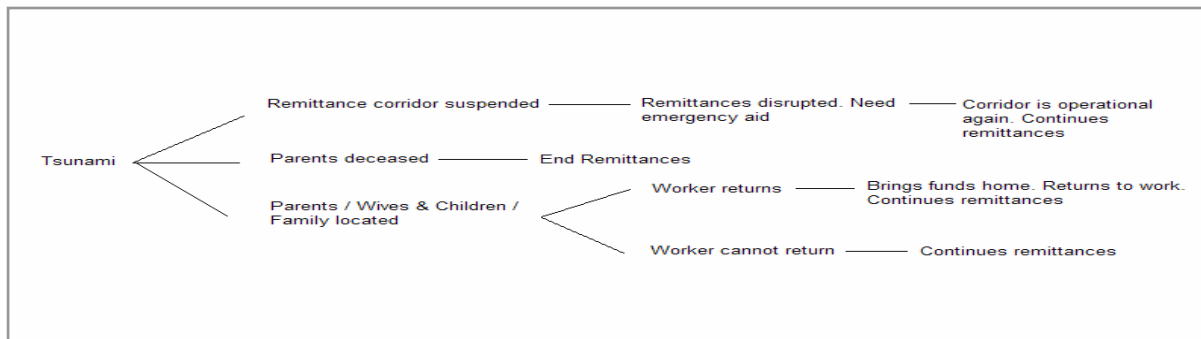 Remittance corridor suspended
Remittances disrupted. Need
emergency aid
Corridor is operational
again. Continues
remittances
Tsunami
Parents deceased
End Remittances
Parents / Wives & Children /
Family located
Worker returns
Brings funds home. Returns to work.
Continues remittances
Worker cannot return
Continues remittances